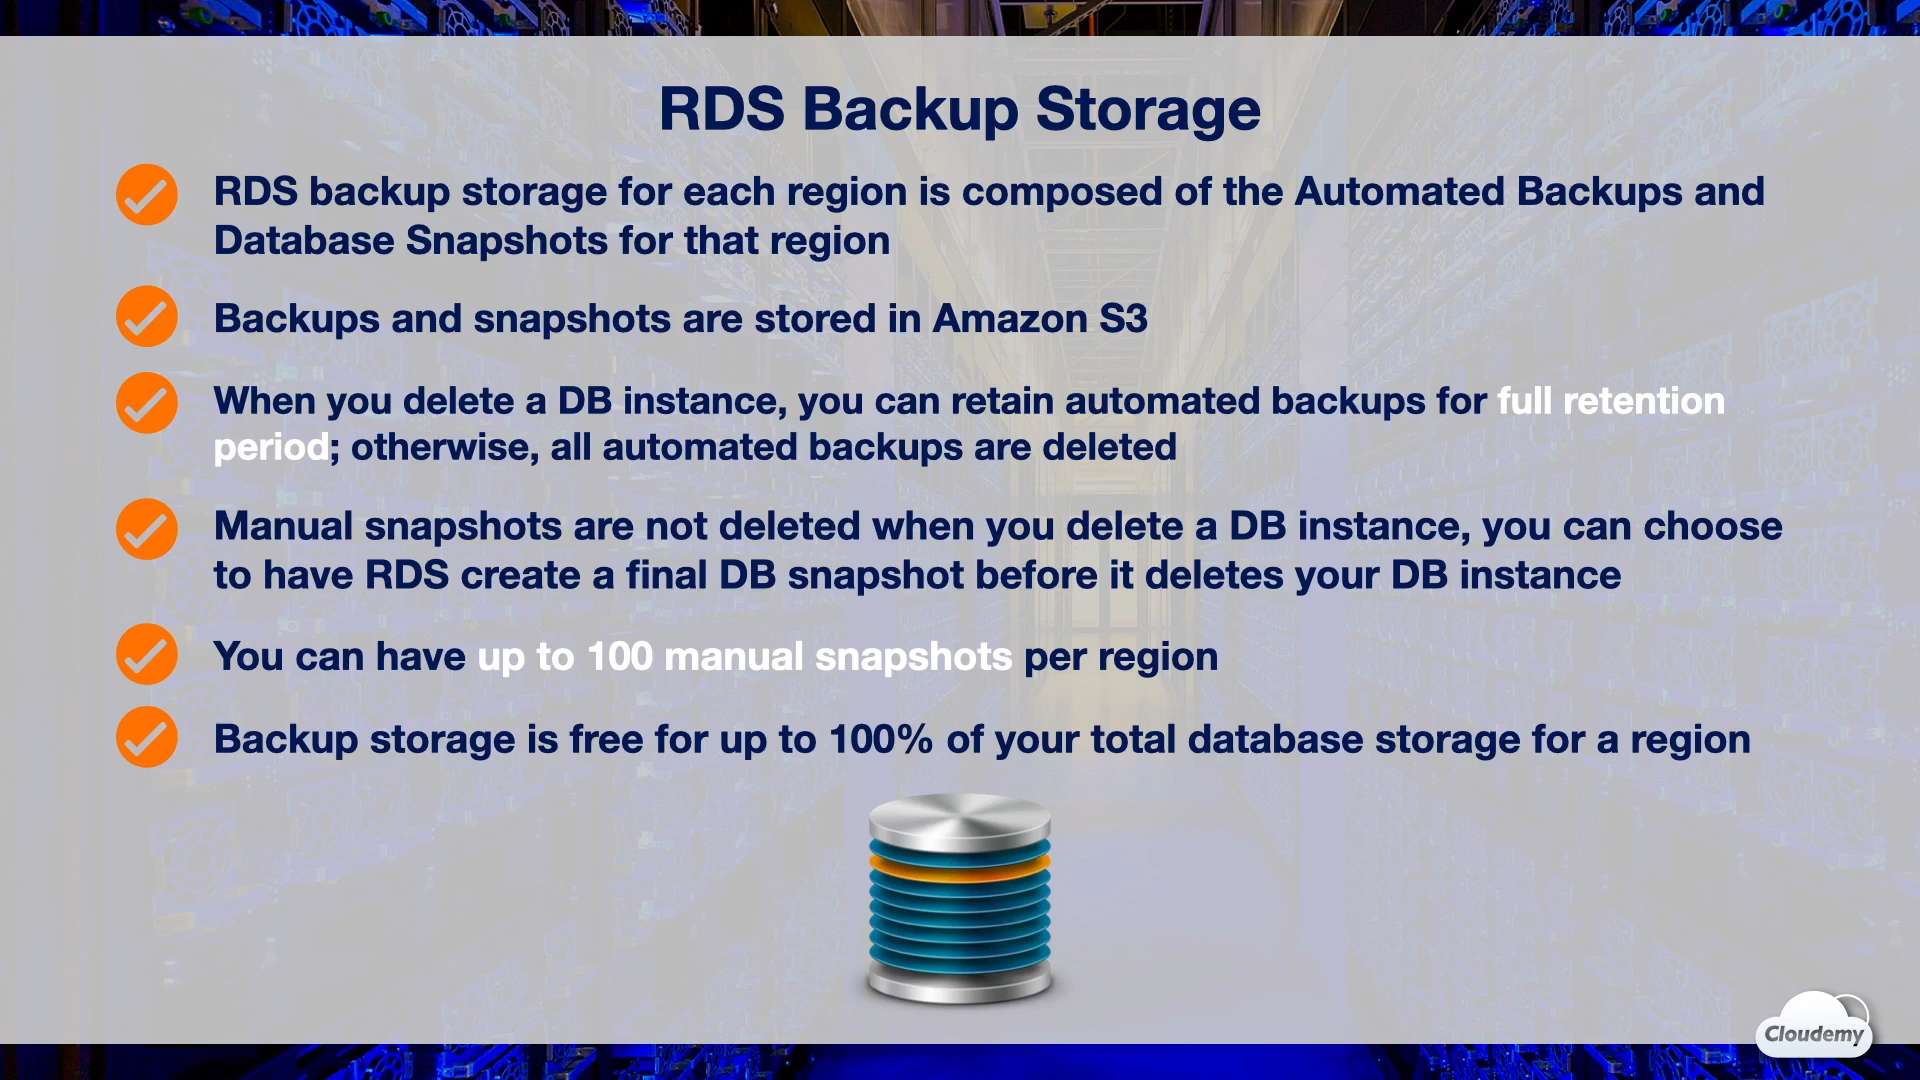 RDS Backup Storage
RDS backup storage for each region is composed of the Automated Backups and
Database Snapshots for that region
Backups and snapshots are stored in Amazon S3
When you delete a DB instance, you can retain automated backups for full retention
period; otherwise, all automated backups are deleted
Manual snapshots are not deleted when you delete a DB instance, you can choose
to have RDS create a final DB snapshot before it deletes your DB instance
You can have up to 100 manual snapshots per region
Backup storage is free for up to 100% of your total database storage for a region
Cloudemy